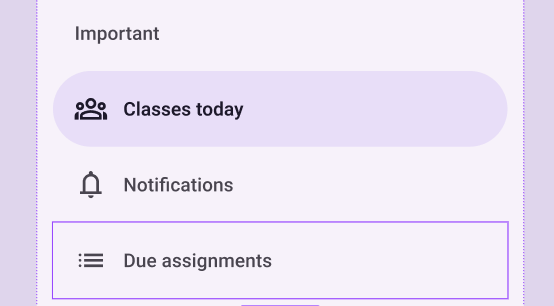 Important
Classes today
Notifications
Due assignments